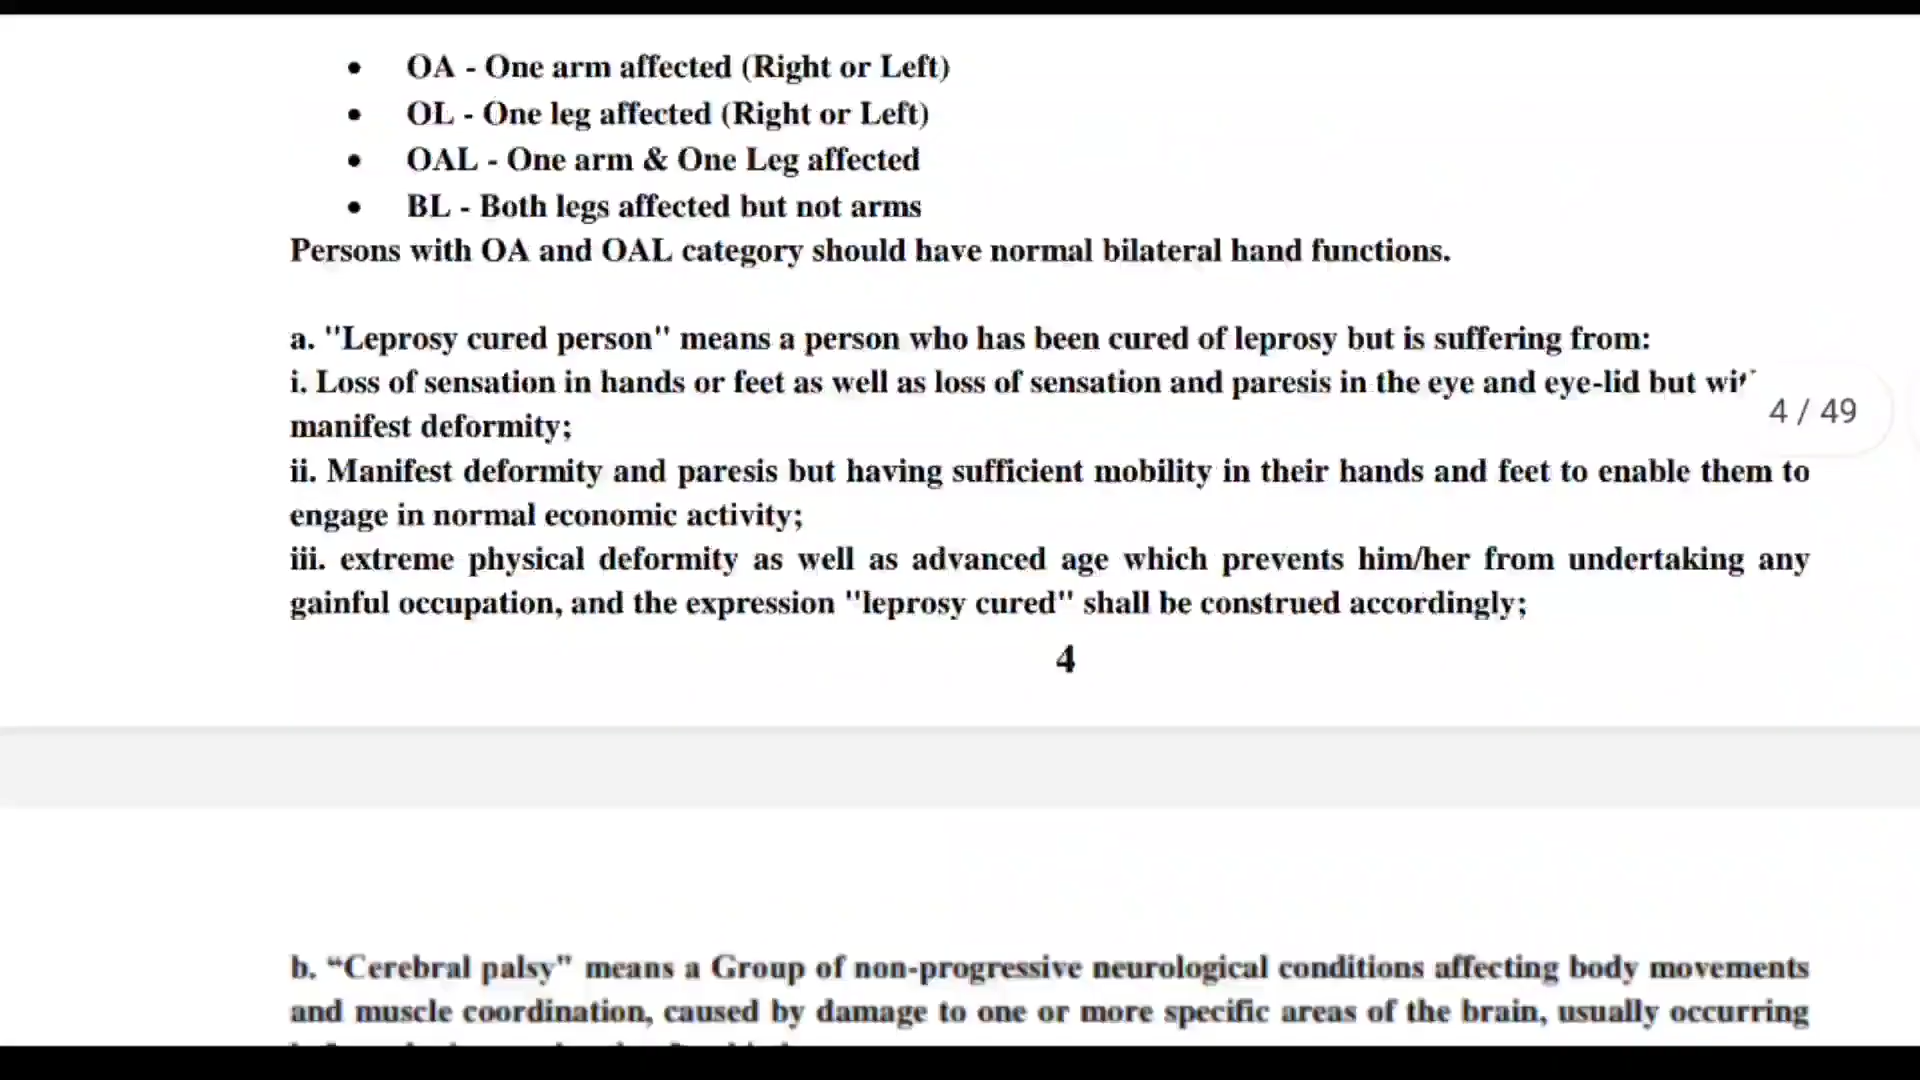 • OA - One arm affected (Right or Left)
• OL - One leg affected (Right or Left)
• OAL - One arm & One Leg affected
• BL - Both legs affected but not arms
Persons with OA and OAL category should have normal bilateral hand functions.
a. "Leprosy cured person" means a person who has been cured of leprosy but is suffering from:
i. Loss of sensation in hands or feet as well as loss of sensation and paresis in the eye and eye-lid but
4 / 49
manifest deformity;
ii. Manifest deformity and paresis but having sufficient mobility in their hands and feet to enable them to
engage in normal economic activity;
iii. extreme physical deformity as well as advanced age which prevents him/her from undertaking any
gainful occupation, and the expression "leprosy cured" shall be construed accordingly;
4
b. “Cerebral palsy" means a Group of non-progressive neurological conditions affecting body movements
and muscle coordination, caused by damage to one or more specific areas of the brain, usually occurring